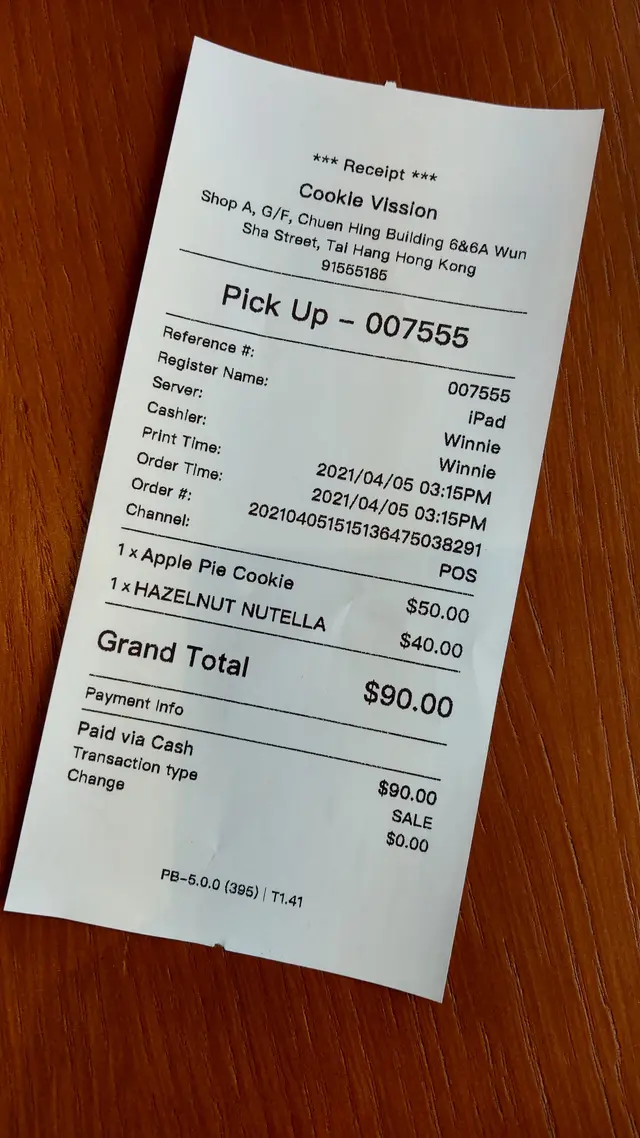 *** Receipt ***
Cookie Vission
Shop A, G/F, Chuen Hing Building 6&6A Wun
Sha Street, Tai Hang Hong Kong
91555185
Pick Up - 007555
Reference #: 007555
Register Name: iPad
Server: Winnie
Cashier: Winnie
Print Time: 2021/04/05 03:15PM
Order Time: 2021/04/05 03:15PM
Order #: 202104051515136475038291
Channel: POS
1 x Apple Pie Cookie $50.00
1 x HAZELNUT NUTELLA $40.00
Grand Total $90.00
Payment Info
Paid via Cash $90.00
Transaction type SALE
Change $0.00
PB-5.0.0 (395) | T1.41